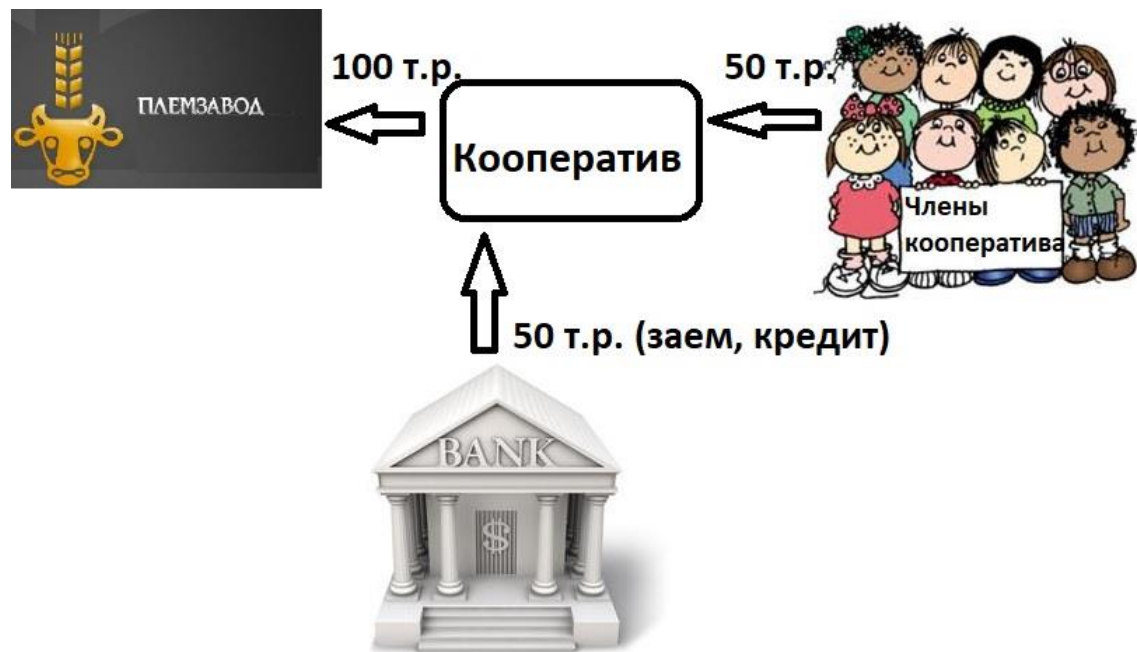 100 т.р.
50 т.р.
ПЛЕМЗАВОД
Кооператив
Члены
кооператива
50 т.р. (заем, кредит)
BANK
$